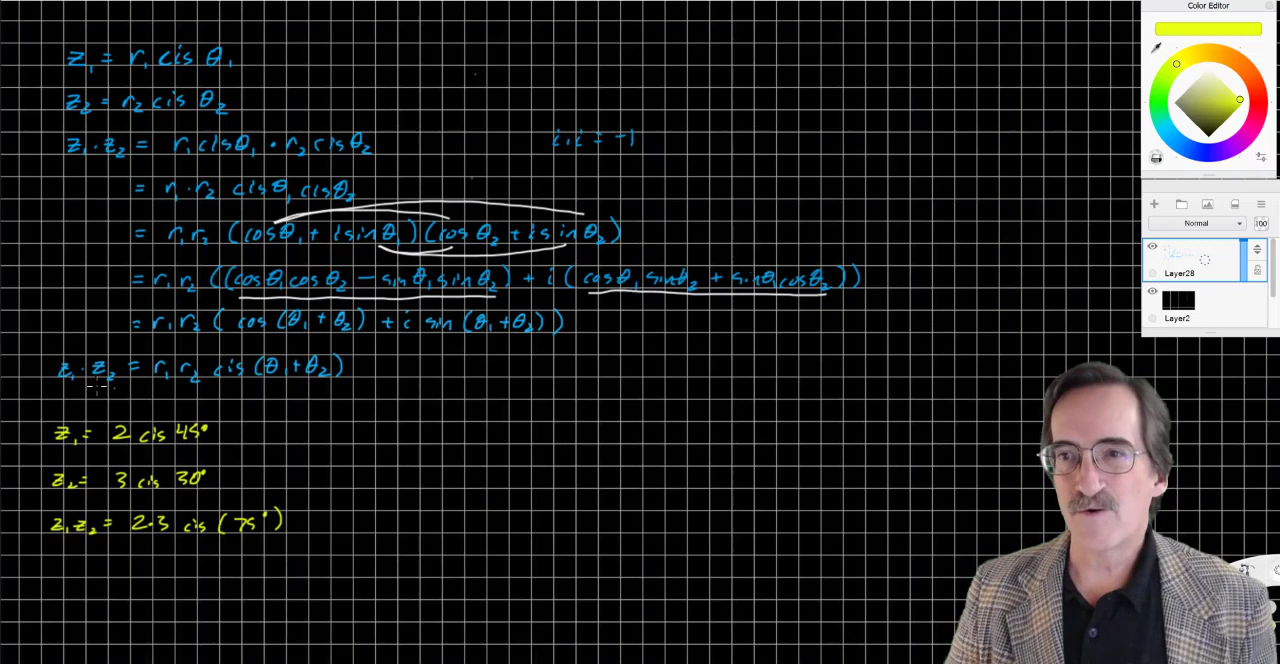 Color Editor
z₁ = r₁ cis θ₁
z₂ = r₂ cis θ₂
z₁ · z₂ = r₁ cis θ₁ · r₂ cis θ₂
i · i = -1
= r₁ · r₂ cis θ₁ cis θ₂
= r₁ r₂ (cos θ₁ + i sin θ₁)(cos θ₂ + i sin θ₂)
= r₁ r₂ ((cos θ₁ cos θ₂ - sin θ₁ sin θ₂) + i (cos θ₁ sin θ₂ + sin θ₁ cos θ₂))
= r₁ r₂ (cos (θ₁ + θ₂) + i sin (θ₁ + θ₂))
z₁ · z₂ = r₁ r₂ cis (θ₁ + θ₂)
z₁ = 2 cis 45°
z₂ = 3 cis 30°
z₁ z₂ = 2·3 cis (75°)
Normal
100
Layer28
Layer2